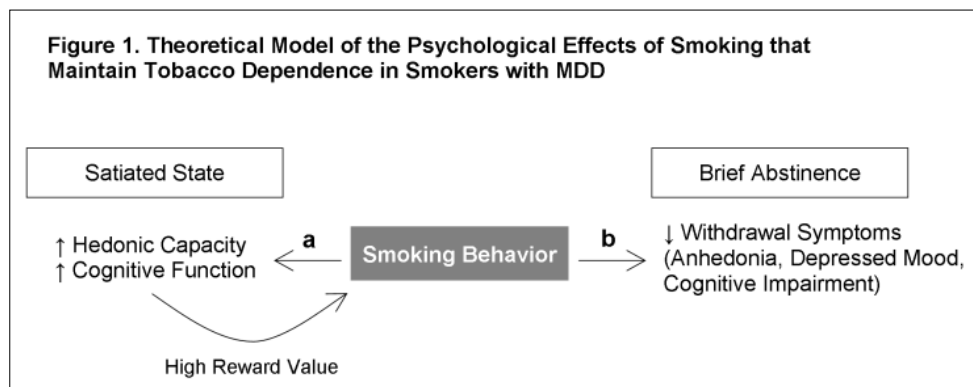 Figure 1. Theoretical Model of the Psychological Effects of Smoking that
Maintain Tobacco Dependence in Smokers with MDD
Satiated State
Brief Abstinence
↑ Hedonic Capacity
↑ Cognitive Function
a
Smoking Behavior
b
↓ Withdrawal Symptoms
(Anhedonia, Depressed Mood,
Cognitive Impairment)
High Reward Value